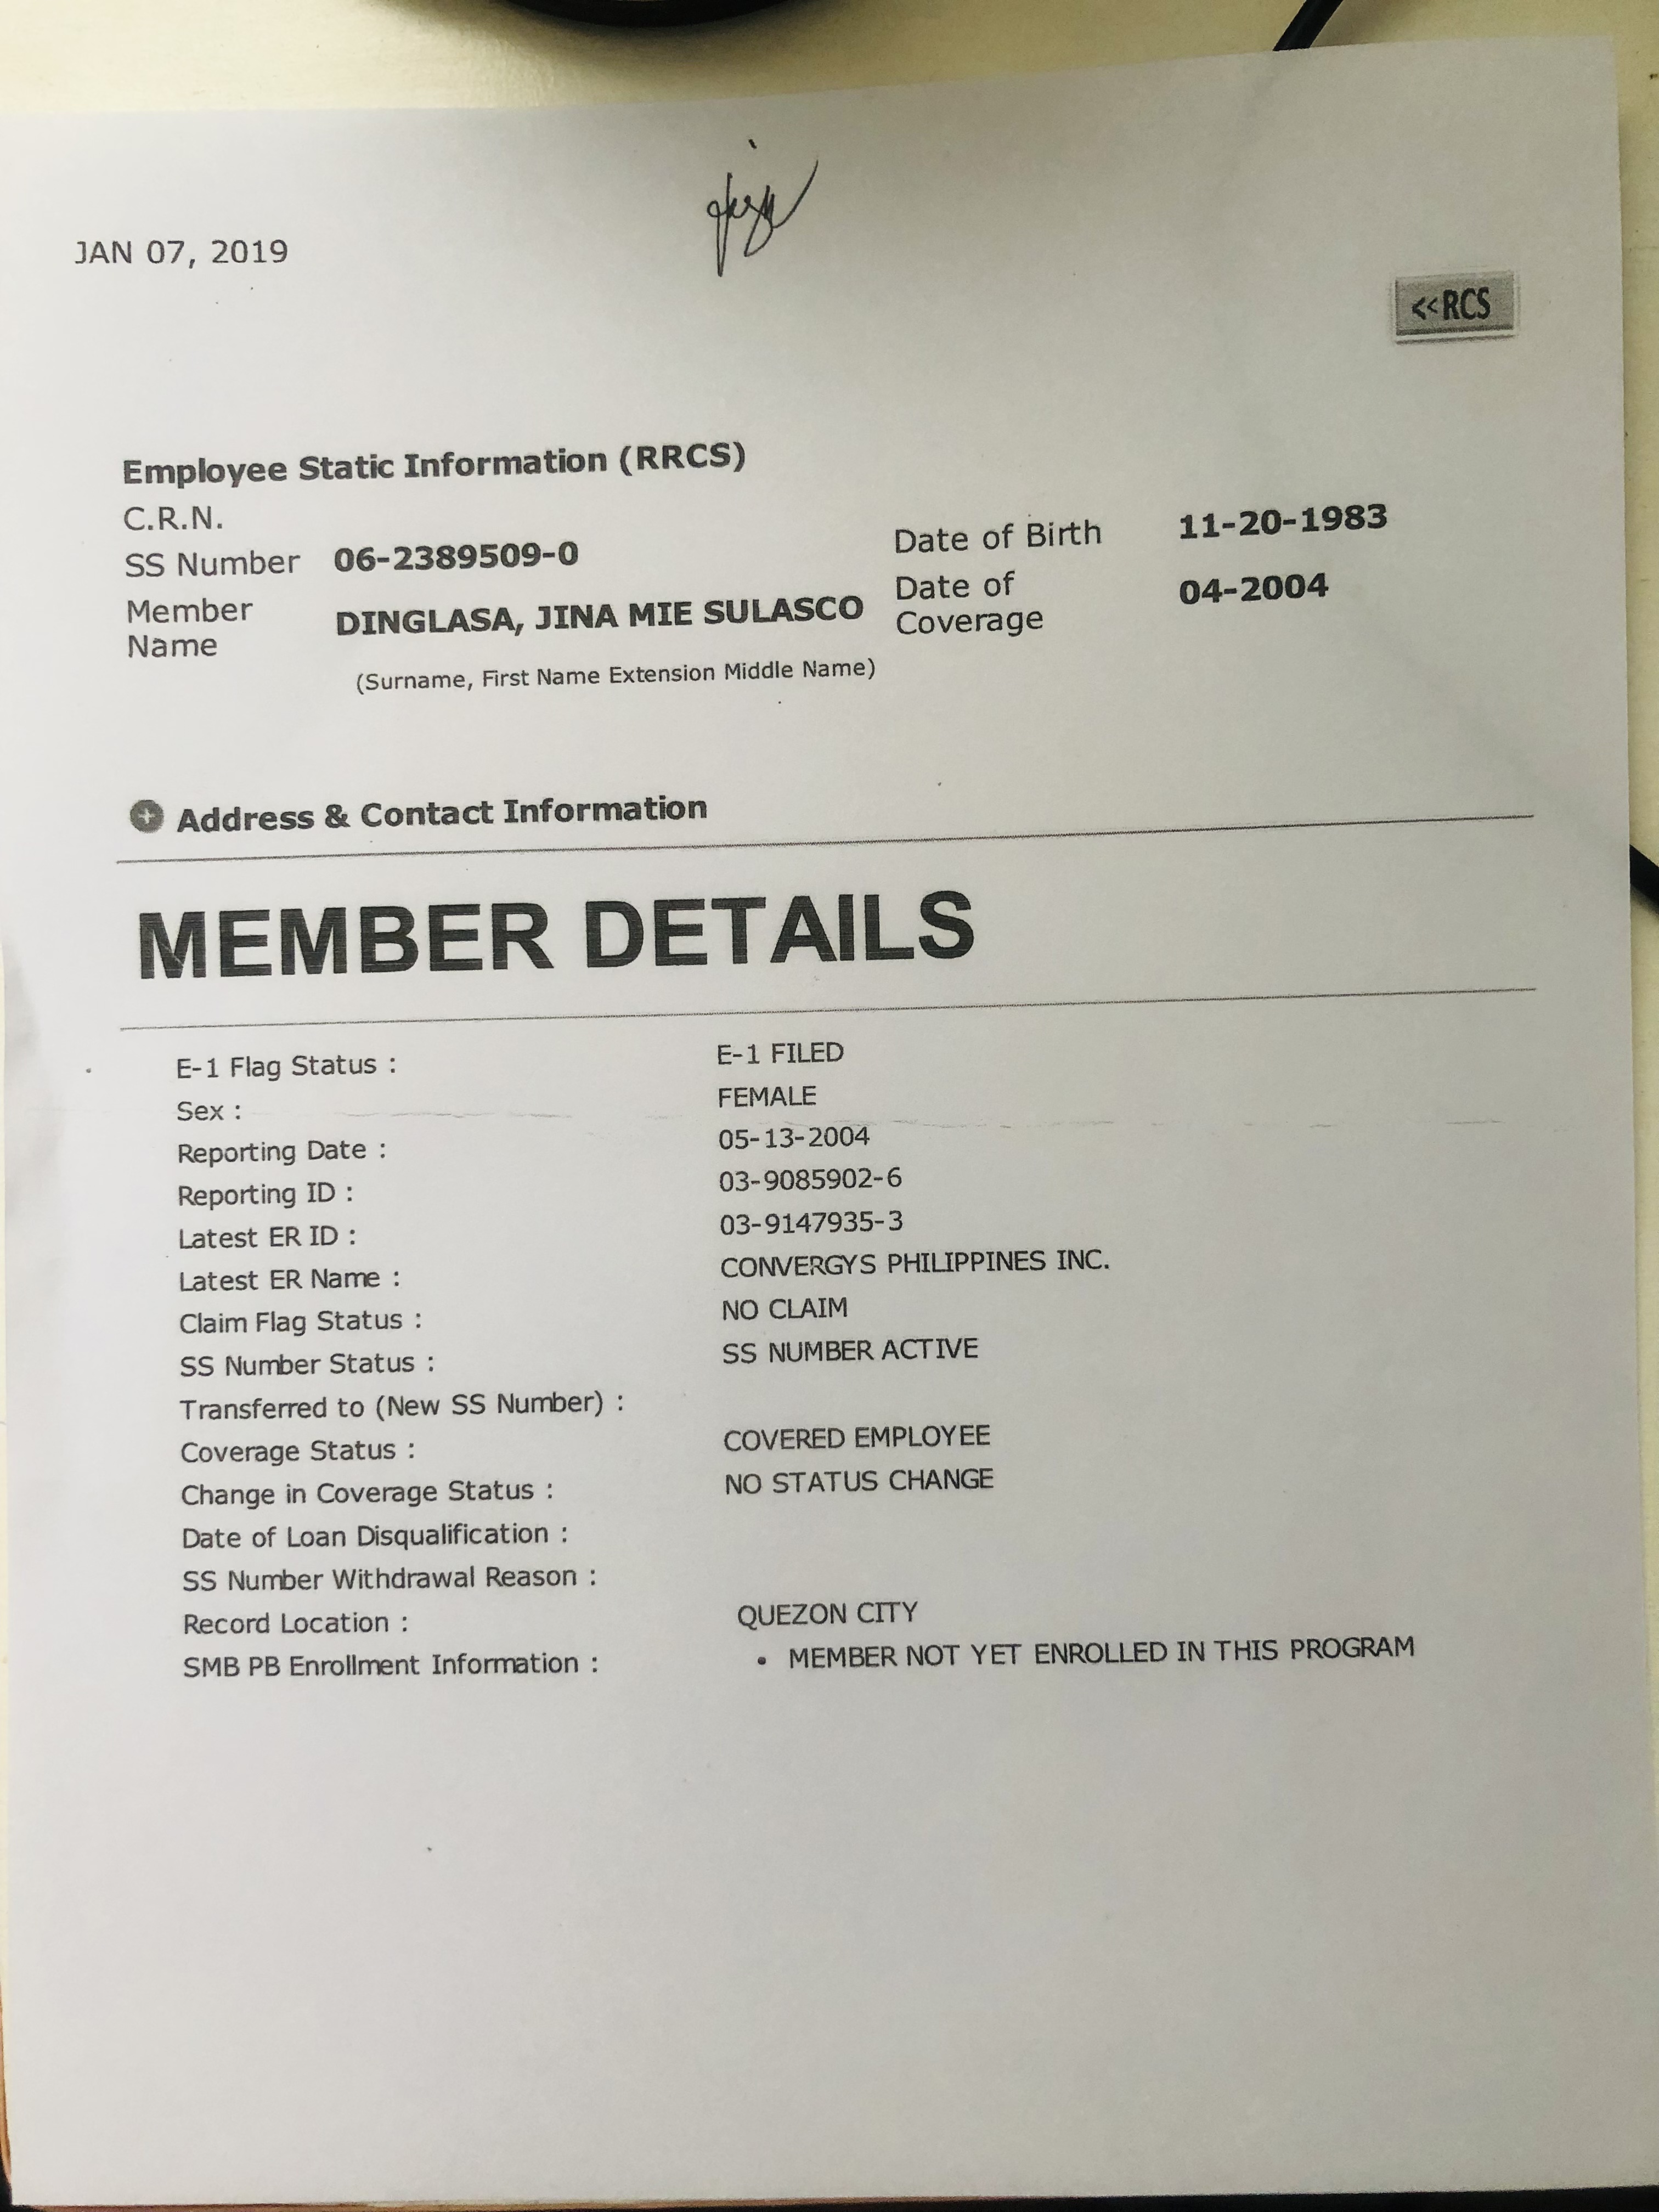 JAN 07, 2019
<<RCS
Employee Static Information (RRCS)
C.R.N.
SS Number 06-2389509-0 Date of Birth 11-20-1983
Member Name DINGLASA, JINA MIE SULASCO Date of Coverage 04-2004
(Surname, First Name Extension Middle Name)
Address & Contact Information
MEMBER DETAILS
E-1 Flag Status : E-1 FILED
Sex : FEMALE
Reporting Date : 05-13-2004
Reporting ID : 03-9085902-6
Latest ER ID : 03-9147935-3
Latest ER Name : CONVERGYS PHILIPPINES INC.
Claim Flag Status : NO CLAIM
SS Number Status : SS NUMBER ACTIVE
Transferred to (New SS Number) :
Coverage Status : COVERED EMPLOYEE
Change in Coverage Status : NO STATUS CHANGE
Date of Loan Disqualification :
SS Number Withdrawal Reason :
Record Location : QUEZON CITY
SMB PB Enrollment Information : • MEMBER NOT YET ENROLLED IN THIS PROGRAM